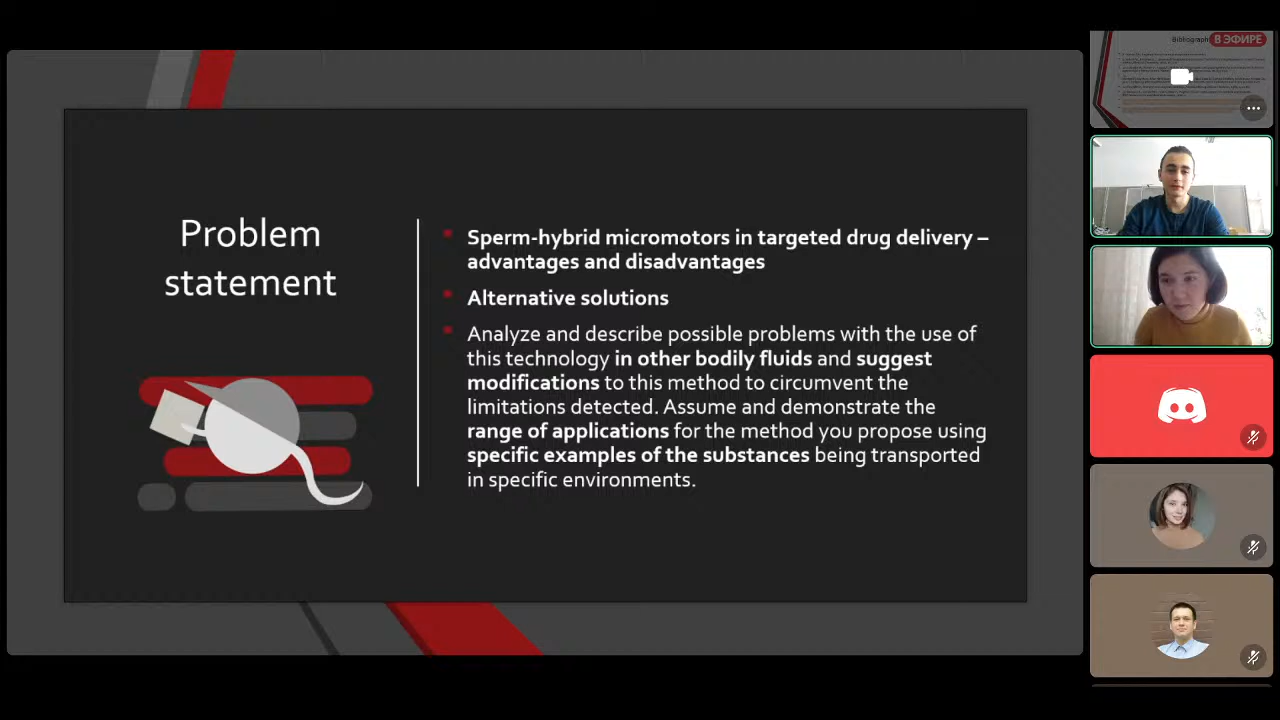 Bibliograph
В ЭФИРЕ
Problem
statement
Sperm-hybrid micromotors in targeted drug delivery –
advantages and disadvantages
Alternative solutions
Analyze and describe possible problems with the use of
this technology in other bodily fluids and suggest
modifications to this method to circumvent the
limitations detected. Assume and demonstrate the
range of applications for the method you propose using
specific examples of the substances being transported
in specific environments.